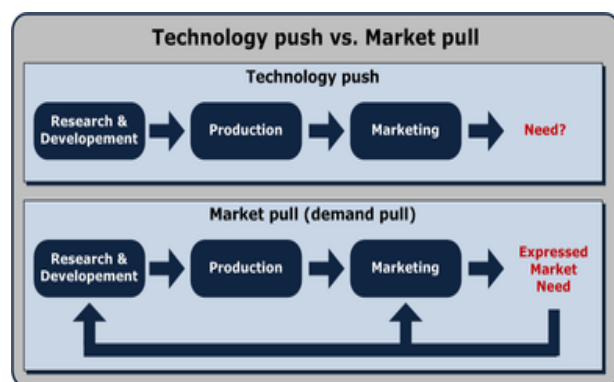 Technology push vs. Market pull
Technology push
Research &
Developement
Production
Marketing
Need?
Market pull (demand pull)
Research &
Developement
Production
Marketing
Expressed
Market
Need